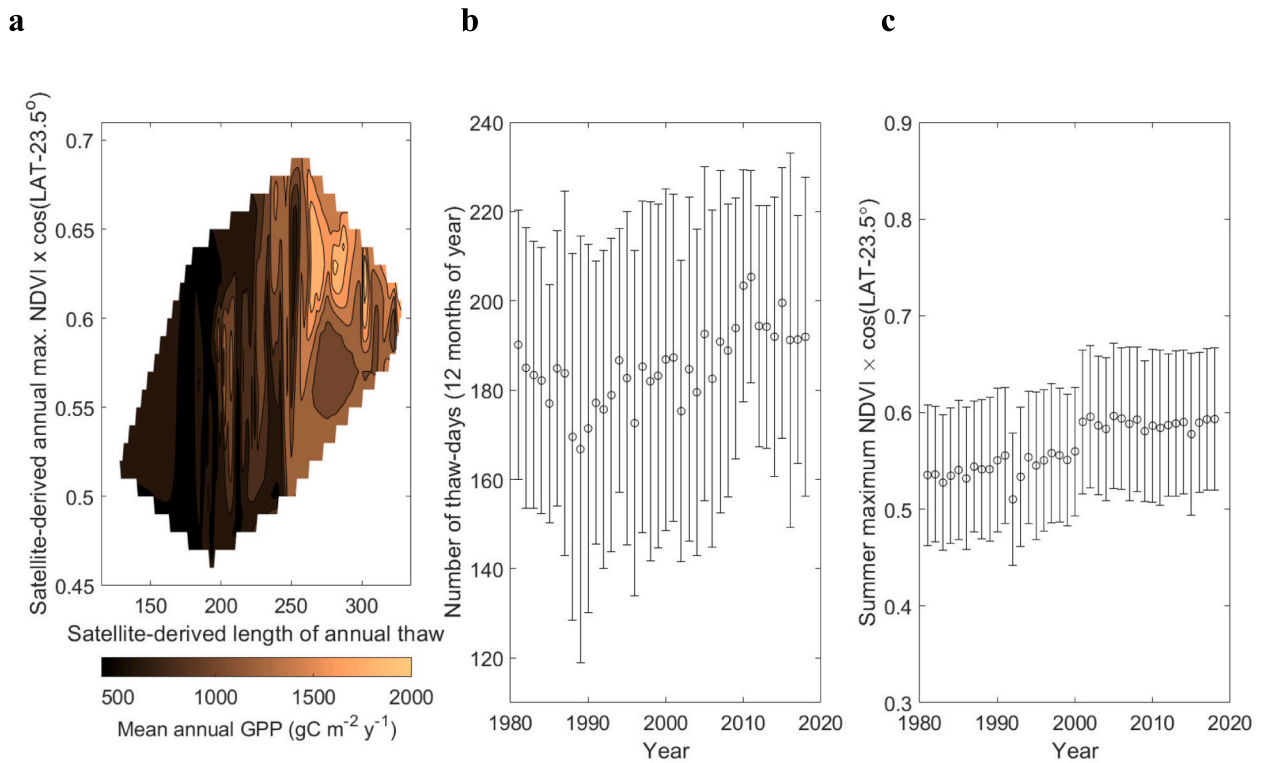 a
b
c
Satellite-derived annual max. NDVI x cos(LAT-23.5°)
0.7
0.65
0.6
0.55
0.5
0.45
150 200 250 300
Satellite-derived length of annual thaw
500 1000 1500 2000
Mean annual GPP (gC m⁻² y⁻¹)
Number of thaw-days (12 months of year)
240
220
200
180
160
140
120
1980 1990 2000 2010 2020
Year
Summer maximum NDVI × cos(LAT-23.5°)
0.9
0.8
0.7
0.6
0.5
0.4
0.3
1980 1990 2000 2010 2020
Year